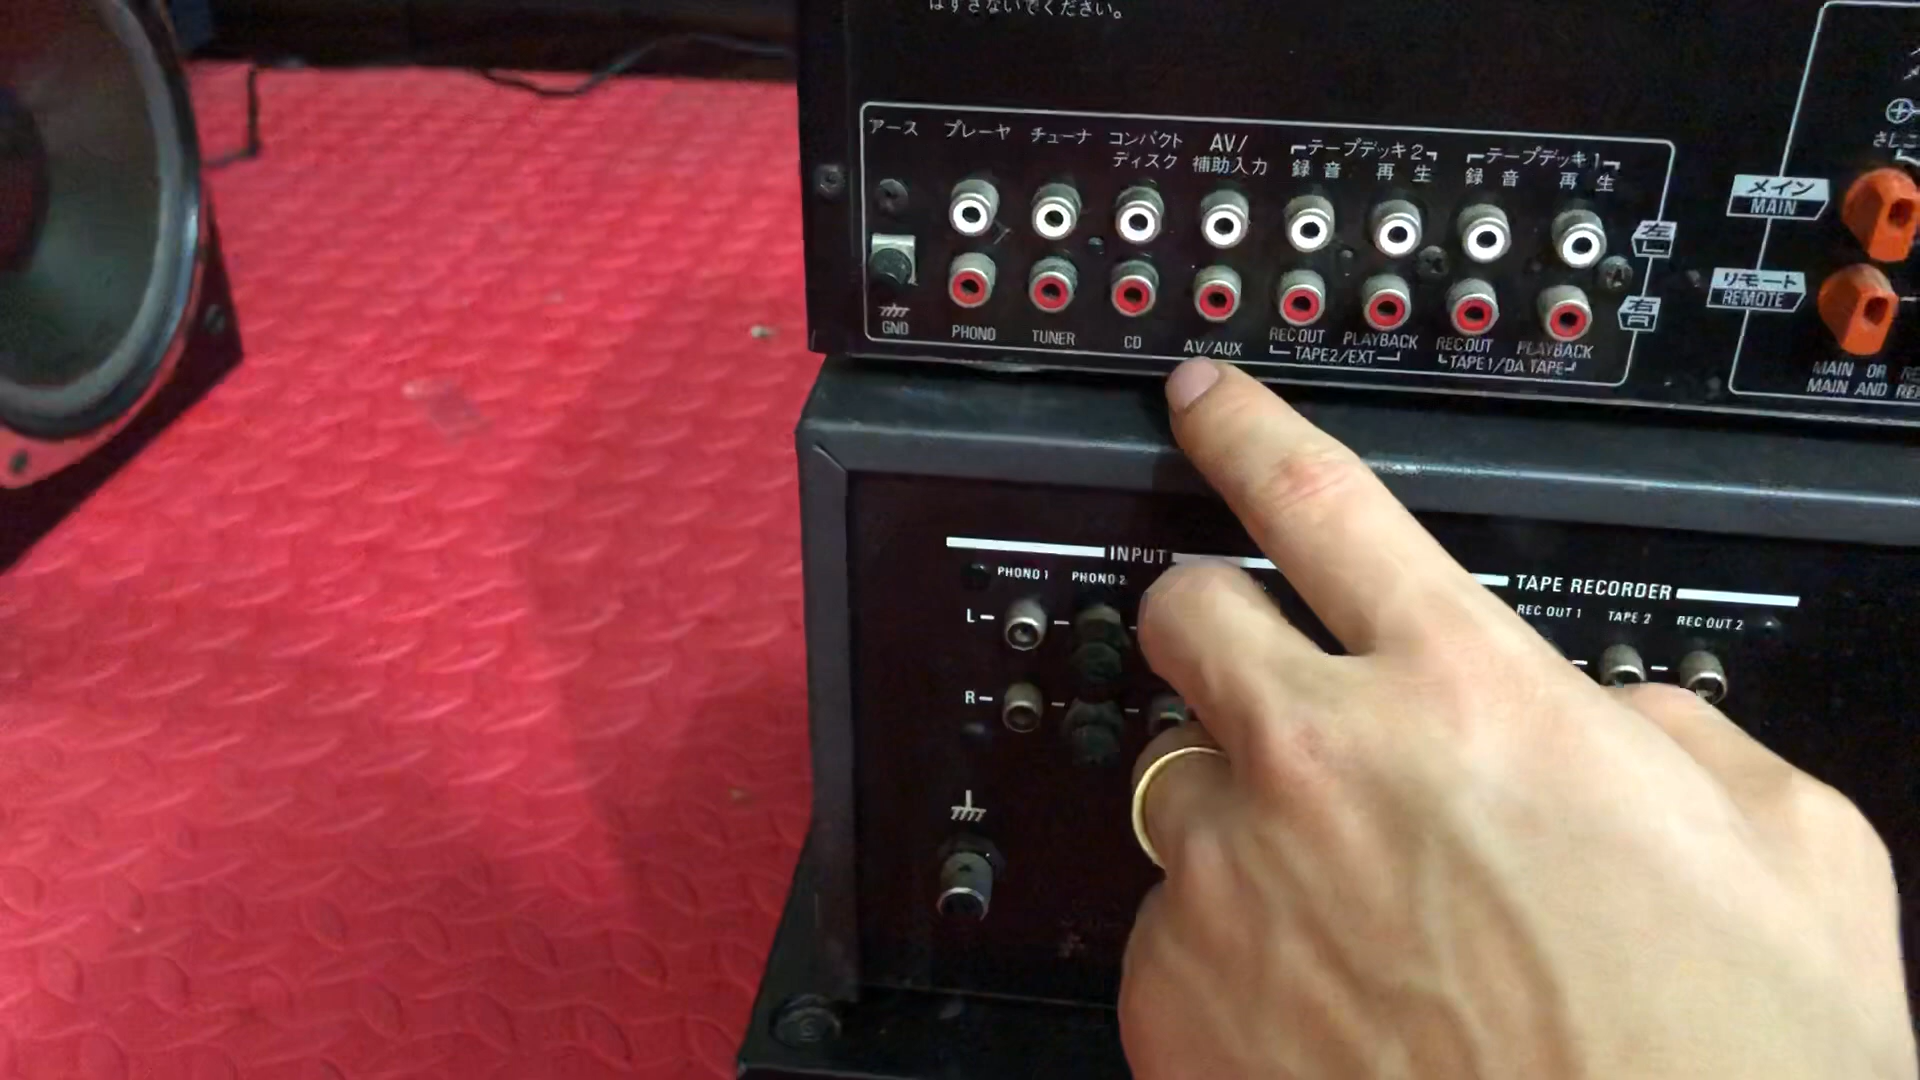 はずさないでください。
アース プレーヤ チューナ コンパクト ディスク AV/ 補助入力 テープデッキ2 録音 再生 テープデッキ1 録音 再生
左
右
GND PHONO TUNER CD AV/AUX REC OUT PLAYBACK REC OUT PLAYBACK
TAPE2/EXT TAPE1/DA TAPE
メイン
MAIN
リモート
REMOTE
MAIN OR
MAIN AND
INPUT
PHONO 1 PHONO 2
TAPE RECORDER
REC OUT 1 TAPE 2 REC OUT 2
L
R